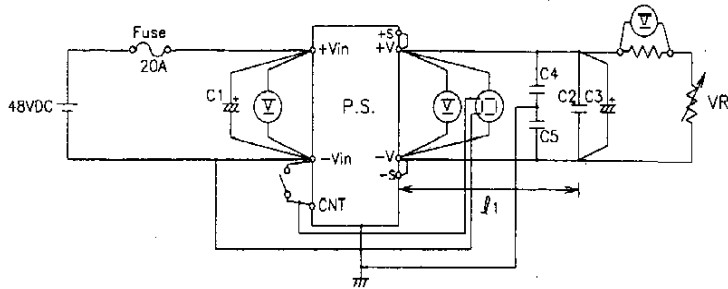 Fuse
20A
48VDC
C1
+
V
+Vin
-Vin
CNT
P.S.
+S
+V
-V
-S
V
C4
C5
C2
C3
+
V
VR
ℓ1